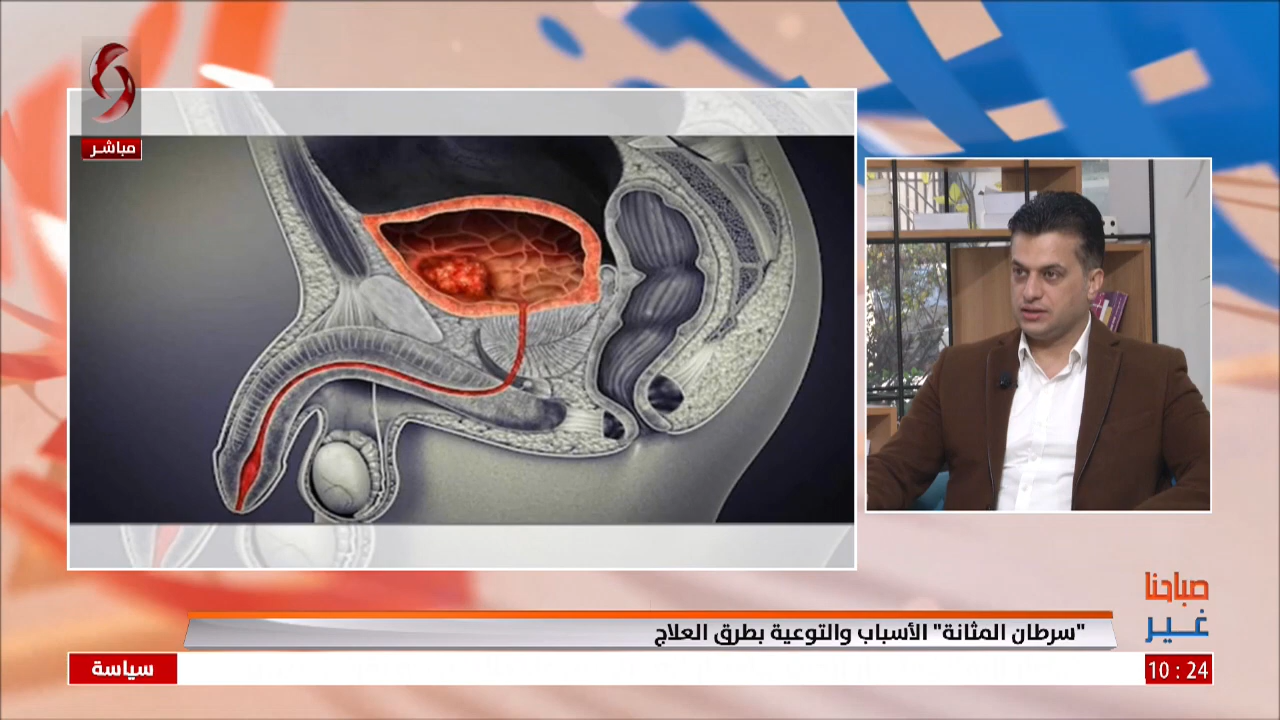 مباشر
صباحنا
غير
"سرطان المثانة" الأسباب والتوعية بطرق العلاج
سياسة
10 : 24